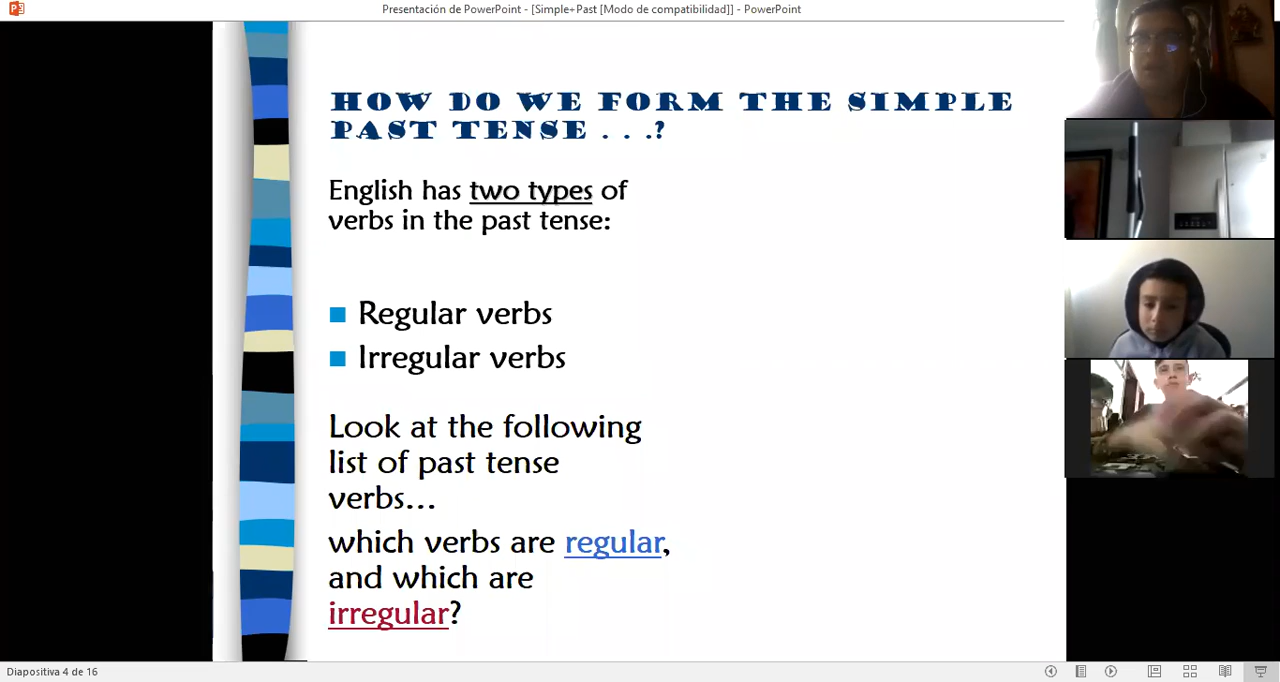 Presentación de PowerPoint - [Simple+Past [Modo de compatibilidad]] - PowerPoint
HOW DO WE FORM THE SIMPLE
PAST TENSE . . .?
English has two types of
verbs in the past tense:
Regular verbs
Irregular verbs
Look at the following
list of past tense
verbs...
which verbs are regular,
and which are
irregular?
Diapositiva 4 de 16